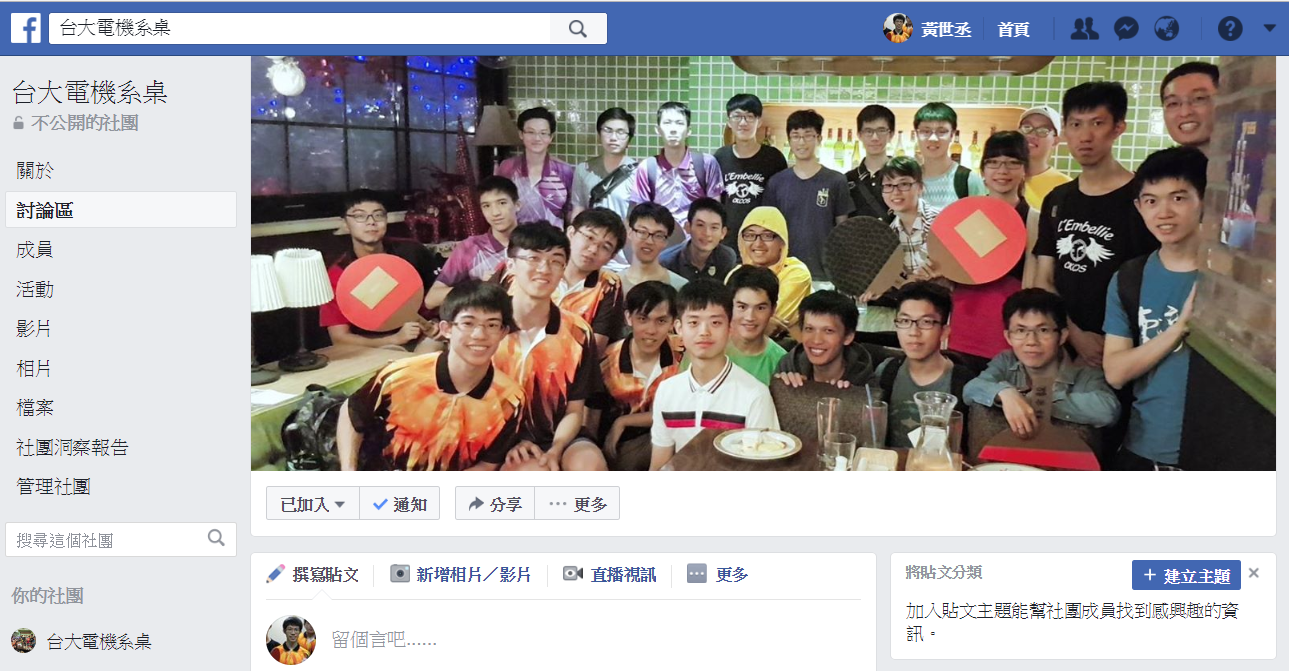 台大電機系桌
黃世丞
首頁
台大電機系桌
不公開的社團
關於
討論區
成員
活動
影片
相片
檔案
社團洞察報告
管理社團
搜尋這個社團
你的社團
台大電機系桌
L'Embellie
CKCOS
L'Embellie
CKCOS
已加入
通知
分享
更多
撰寫貼文
新增相片／影片
直播視訊
更多
留個言吧......
將貼文分類
+ 建立主題
加入貼文主題能幫社團成員找到感興趣的資
訊。